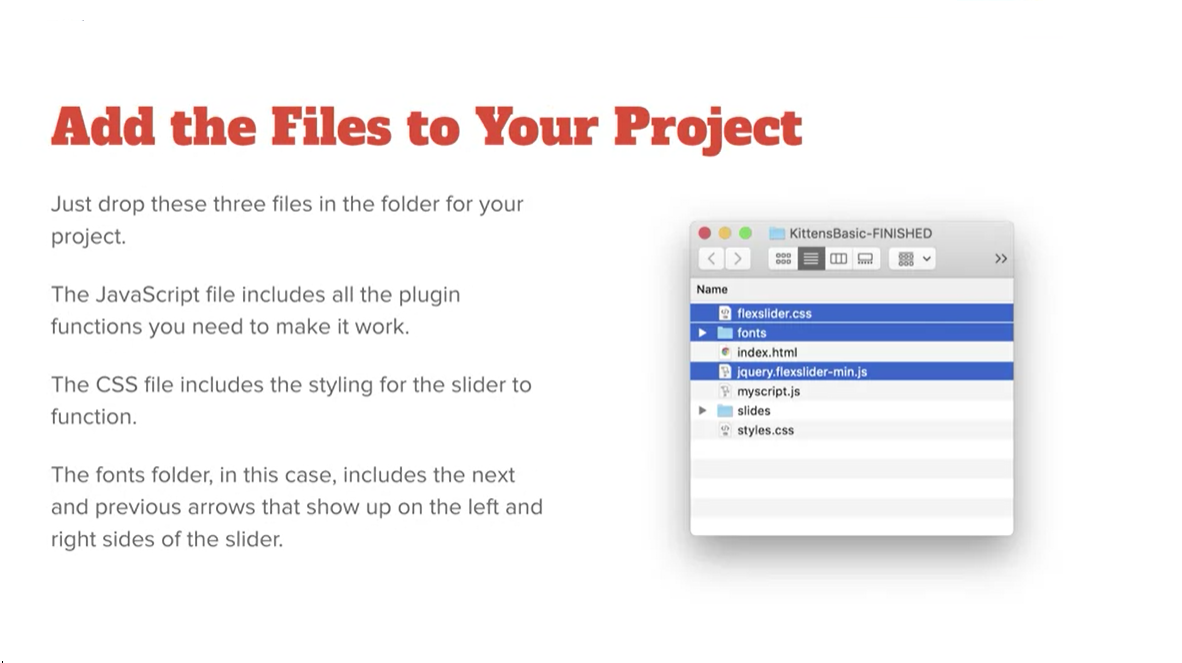 Add the Files to Your Project
Just drop these three files in the folder for your
project.
The JavaScript file includes all the plugin
functions you need to make it work.
The CSS file includes the styling for the slider to
function.
The fonts folder, in this case, includes the next
and previous arrows that show up on the left and
right sides of the slider.
KittensBasic-FINISHED
Name
flexslider.css
fonts
index.html
jquery.flexslider-min.js
myscript.js
slides
styles.css